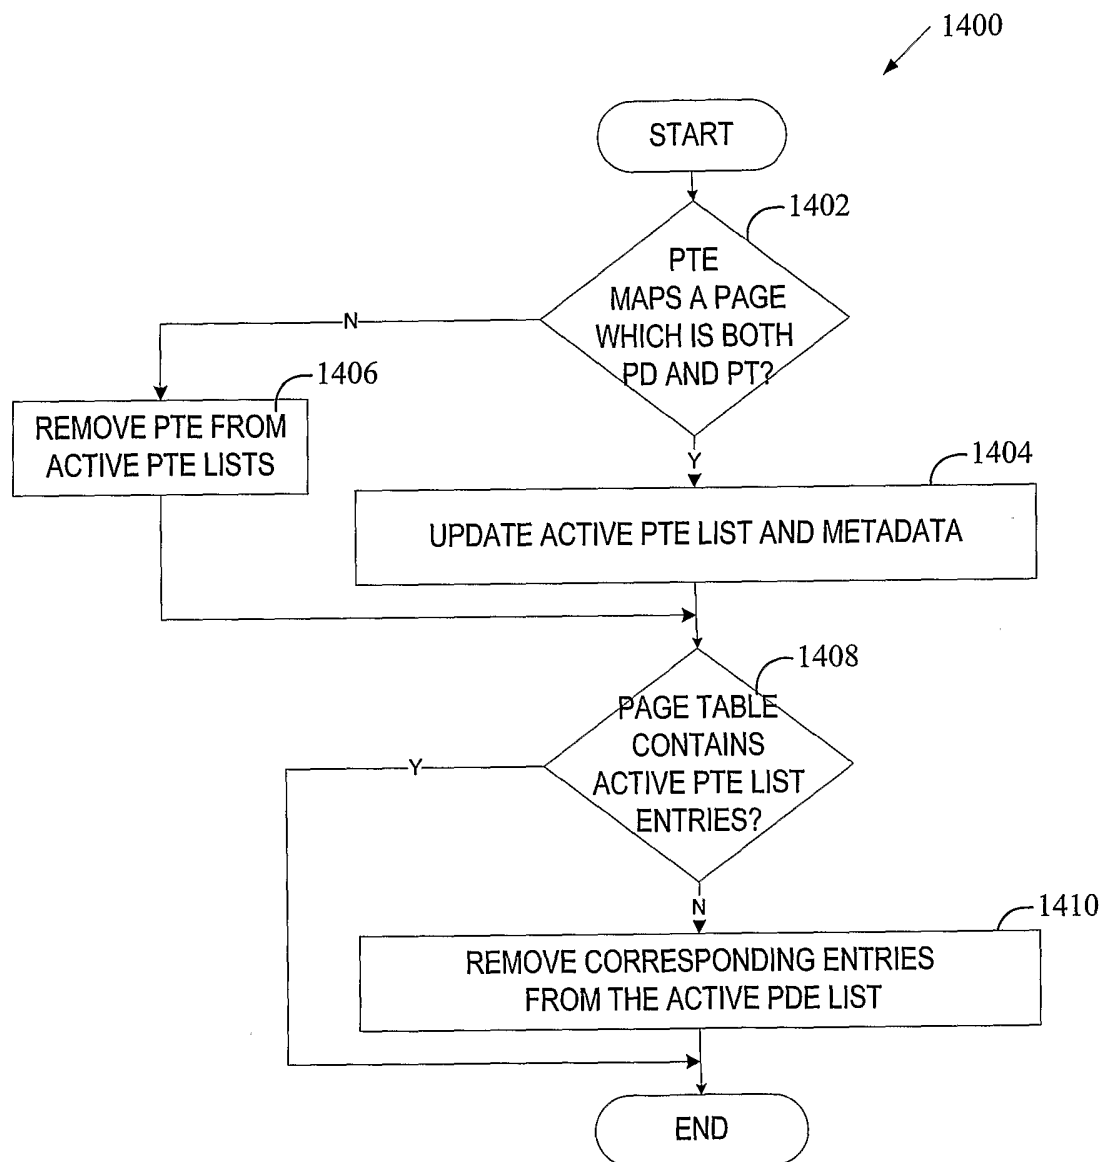 1400
START
1402
PTE
MAPS A PAGE
WHICH IS BOTH
PD AND PT?
N
1406
REMOVE PTE FROM
ACTIVE PTE LISTS
Y
1404
UPDATE ACTIVE PTE LIST AND METADATA
1408
PAGE TABLE
CONTAINS
ACTIVE PTE LIST
ENTRIES?
Y
N
1410
REMOVE CORRESPONDING ENTRIES
FROM THE ACTIVE PDE LIST
END